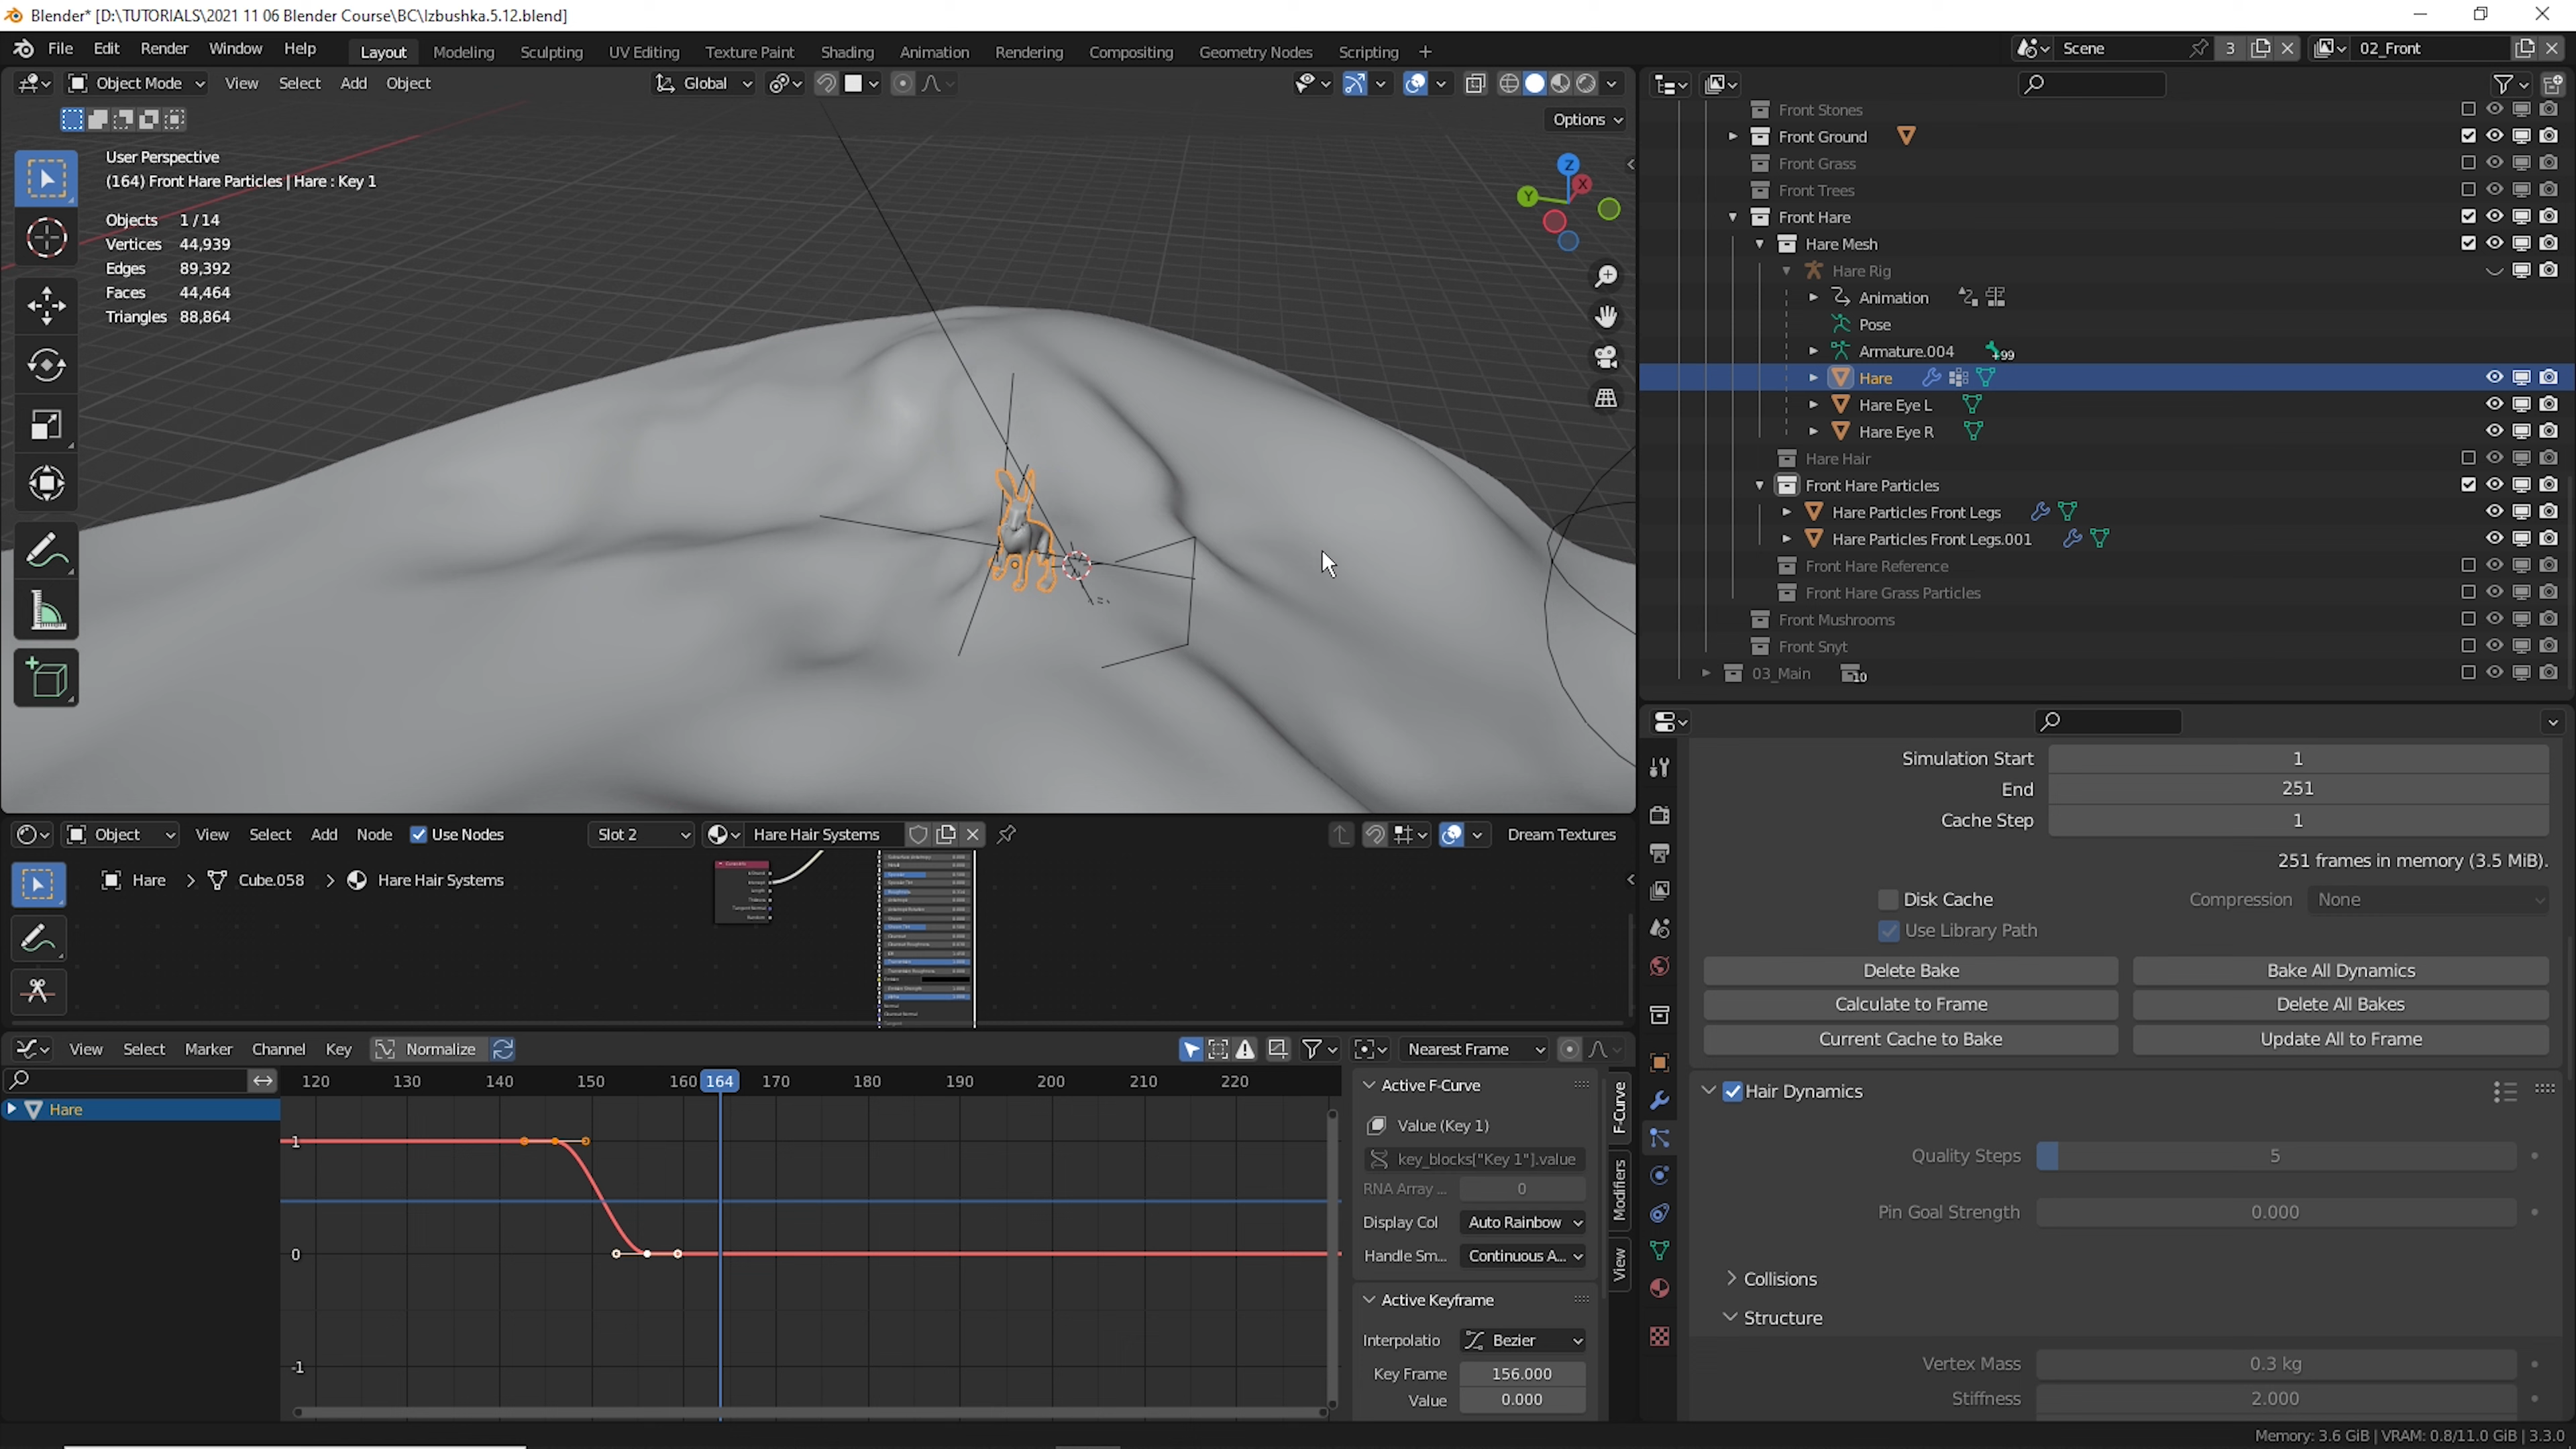 Blender* [D:\TUTORIALS\2021 11 06 Blender Course\BC\Izbushka.5.12.blend]
File Edit Render Window Help
Layout Modeling Sculpting UV Editing Texture Paint Shading Animation Rendering Compositing Geometry Nodes Scripting +
Scene 3 02_Front
Object Mode View Select Add Object Global
Options
User Perspective
(164) Front Hare Particles | Hare : Key 1
Objects 1/14
Vertices 44,939
Edges 89,392
Faces 44,464
Triangles 88,864
Z
X
Y
Front Stones
Front Ground
Front Grass
Front Trees
Front Hare
Hare Mesh
Hare Rig
Animation
Pose
Armature.004 +99
Hare
Hare Eye L
Hare Eye R
Hare Hair
Front Hare Particles
Hare Particles Front Legs
Hare Particles Front Legs.001
Front Hare Reference
Front Hare Grass Particles
Front Mushrooms
Front Snyt
03_Main 10
Simulation Start 1
End 251
Cache Step 1
251 frames in memory (3.5 MiB).
Disk Cache Compression None
Use Library Path
Delete Bake Bake All Dynamics
Calculate to Frame Delete All Bakes
Current Cache to Bake Update All to Frame
Hair Dynamics
Quality Steps 5
Pin Goal Strength 0.000
Collisions
Structure
Vertex Mass 0.3 kg
Stiffness 2.000
Object View Select Add Node Use Nodes Slot 2 Hare Hair Systems Dream Textures
Hare > Cube.058 > Hare Hair Systems
View Select Marker Channel Key Normalize Nearest Frame
120 130 140 150 160 164 170 180 190 200 210 220
Hare
1
0
-1
Active F-Curve
Value (Key 1)
key_blocks["Key 1"].value
RNA Array ... 0
Display Col Auto Rainbow
Handle Sm... Continuous A...
Active Keyframe
Interpolatio Bezier
Key Frame 156.000
Value 0.000
F-Curve
Modifiers
View
Memory: 3.6 GiB | VRAM: 0.8/11.0 GiB | 3.3.0